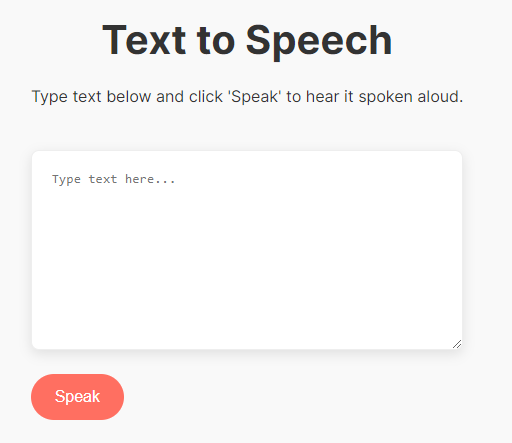 Text to Speech
Type text below and click 'Speak' to hear it spoken aloud.
Type text here...
Speak